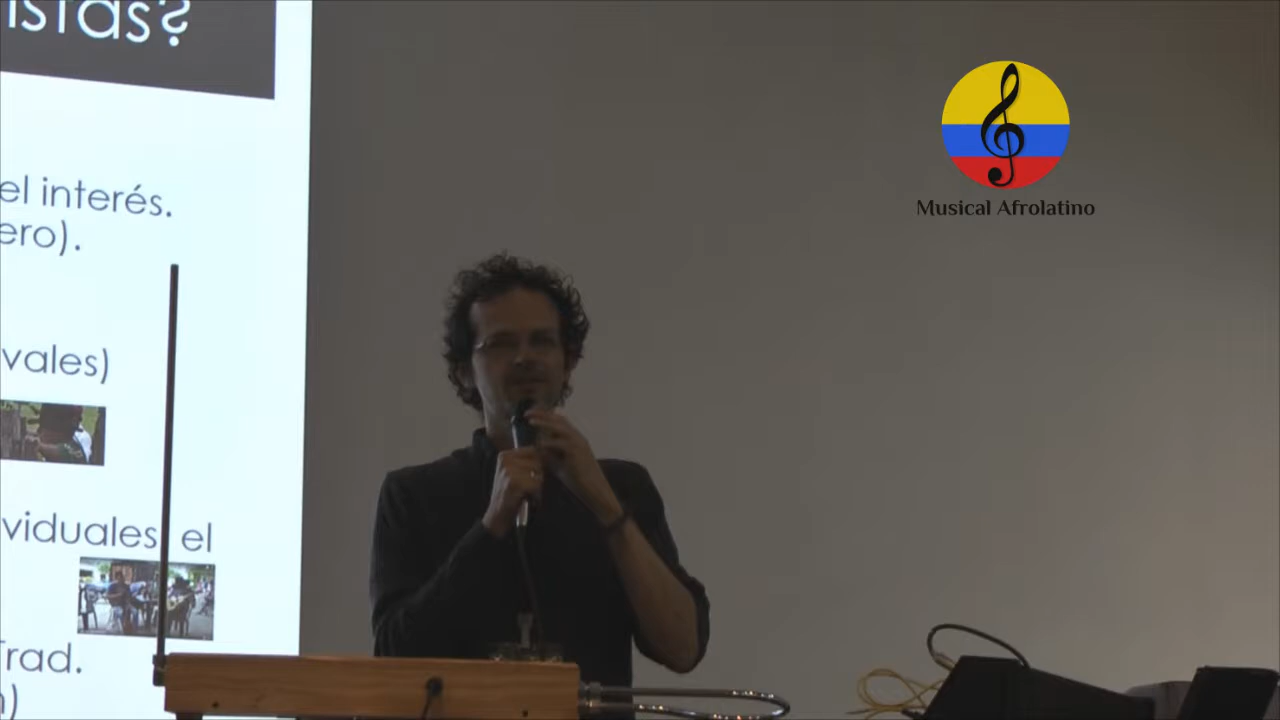 istas?
el interés.
ero).
vales)
viduales, el
Trad.
)
Musical Afrolatino